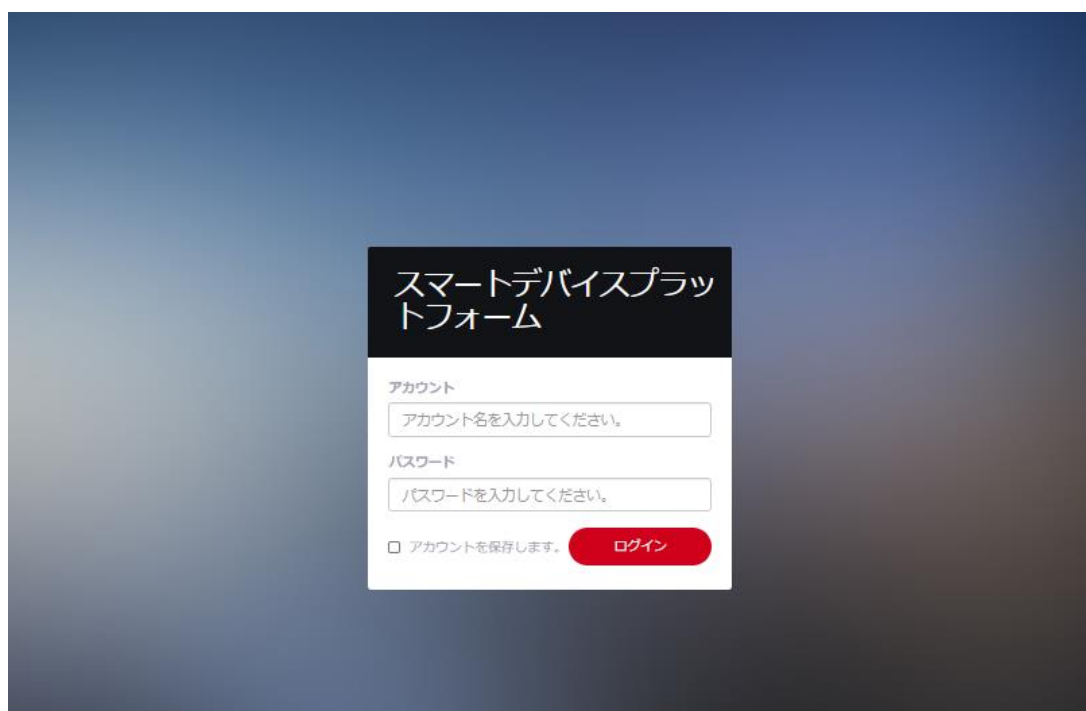 スマートデバイスプラッ
トフォーム
アカウント
アカウント名を入力してください。
パスワード
パスワードを入力してください。
アカウントを保存します。 ログイン